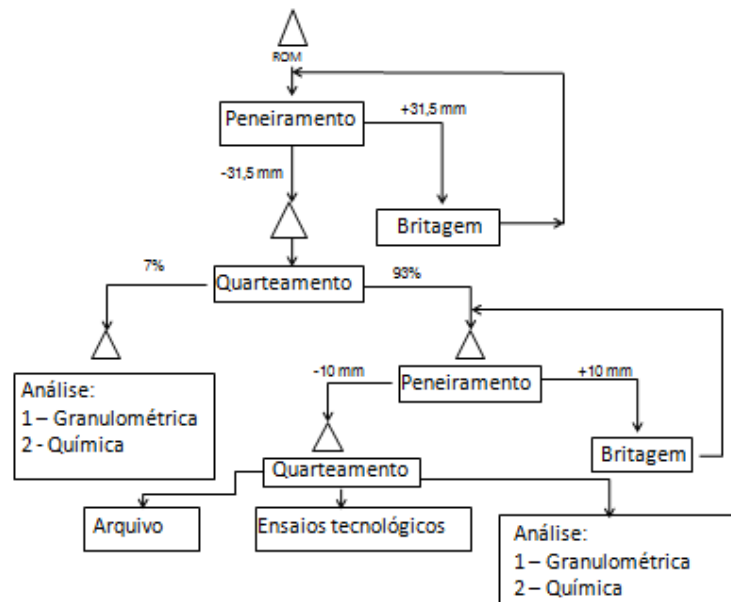 ROM
Peneiramento
+31,5 mm
-31,5 mm
Britagem
7%
Quarteamento
93%
Análise:
1 – Granulométrica
2 - Química
-10 mm
Peneiramento
+10 mm
Britagem
Quarteamento
Arquivo
Ensaios tecnológicos
Análise:
1 – Granulométrica
2 – Química